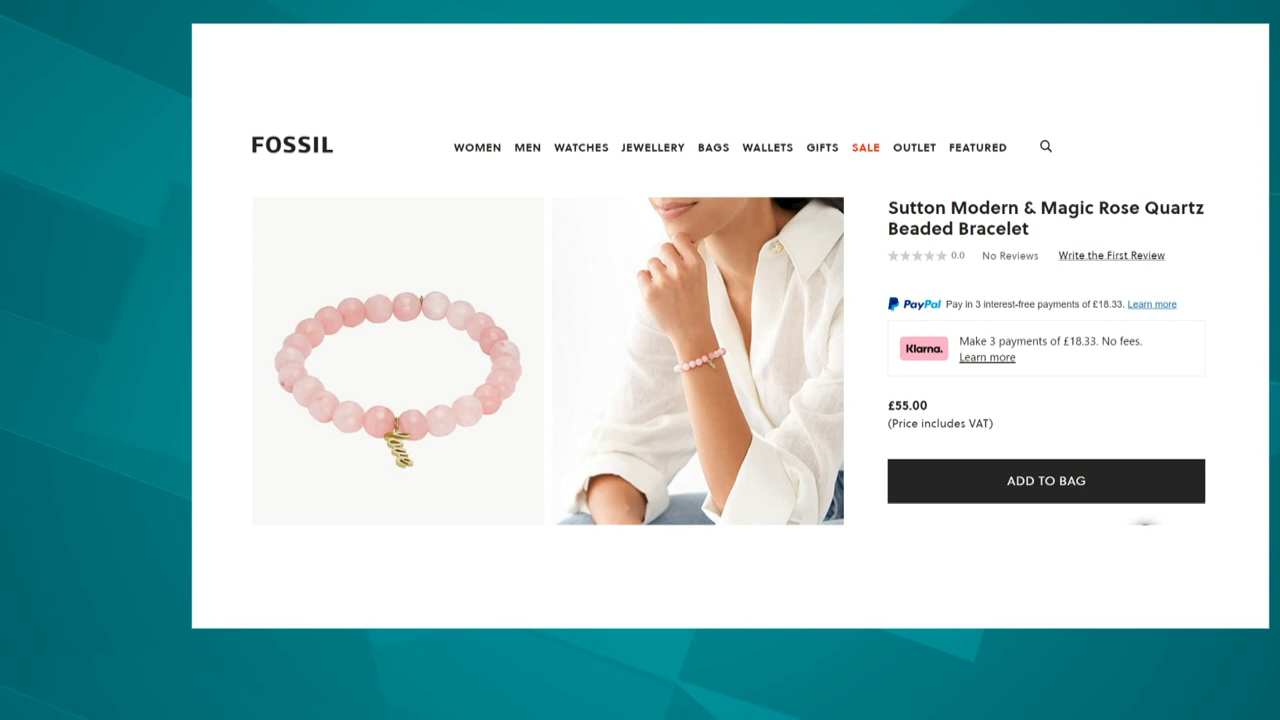 FOSSIL
WOMEN MEN WATCHES JEWELLERY BAGS WALLETS GIFTS SALE OUTLET FEATURED
Sutton Modern & Magic Rose Quartz
Beaded Bracelet
0.0 No Reviews Write the First Review
PayPal Pay in 3 interest-free payments of £18.33. Learn more
Klarna. Make 3 payments of £18.33. No fees.
Learn more
£55.00
(Price includes VAT)
ADD TO BAG
love